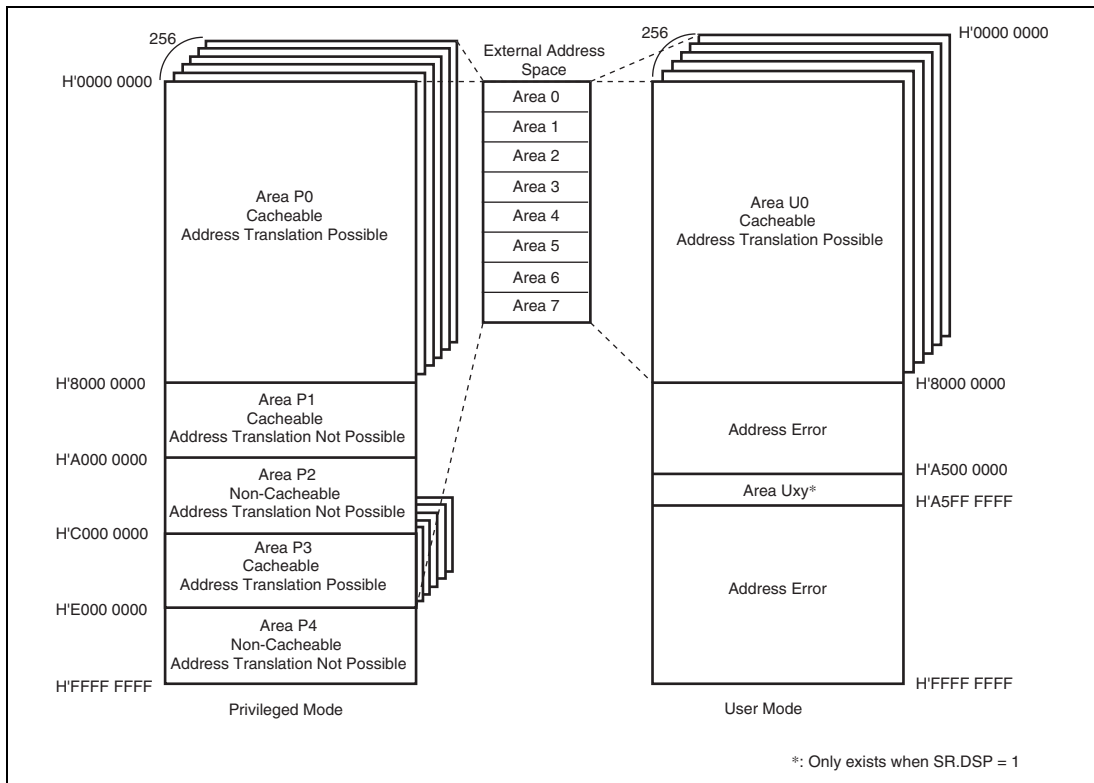 256
H'0000 0000
Area P0
Cacheable
Address Translation Possible
H'8000 0000
Area P1
Cacheable
Address Translation Not Possible
H'A000 0000
Area P2
Non-Cacheable
Address Translation Not Possible
H'C000 0000
Area P3
Cacheable
Address Translation Possible
H'E000 0000
Area P4
Non-Cacheable
Address Translation Not Possible
H'FFFF FFFF
Privileged Mode
External Address
Space
Area 0
Area 1
Area 2
Area 3
Area 4
Area 5
Area 6
Area 7
256
H'0000 0000
Area U0
Cacheable
Address Translation Possible
H'8000 0000
Address Error
H'A500 0000
Area Uxy*
H'A5FF FFFF
Address Error
H'FFFF FFFF
User Mode
*: Only exists when SR.DSP = 1